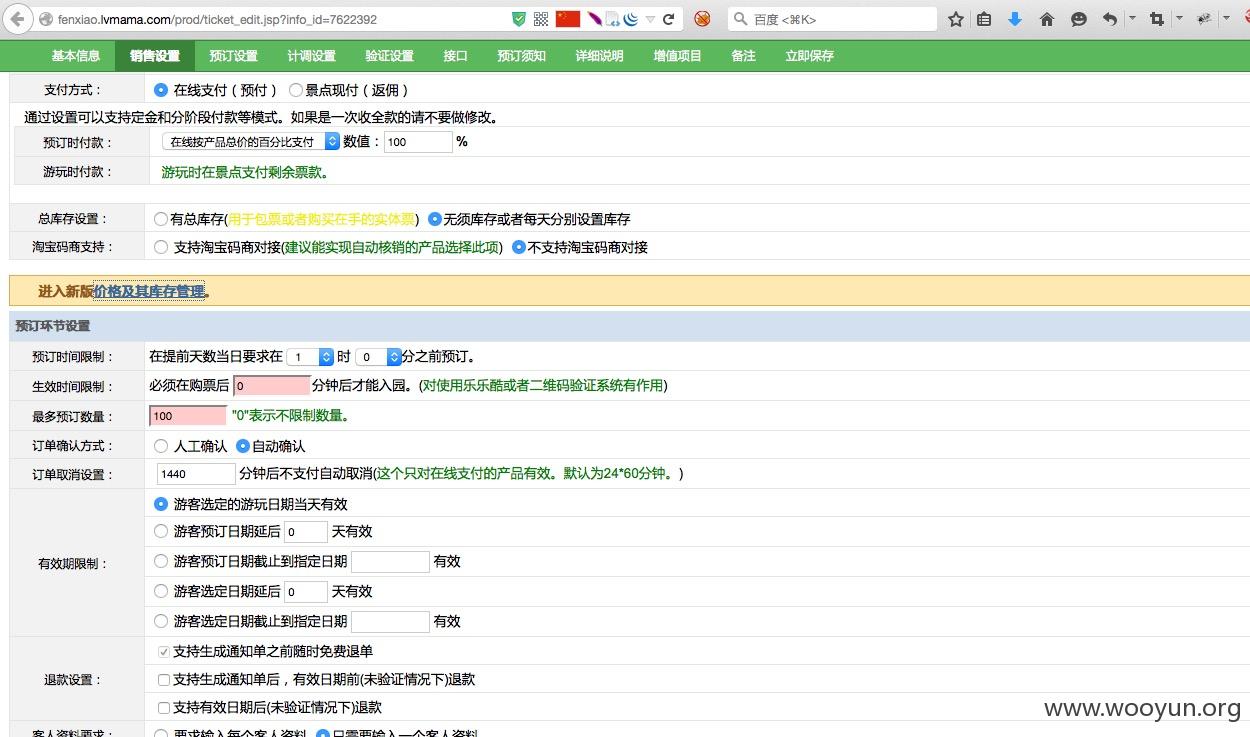 fenxiao.lvmama.com/prod/ticket_edit.jsp?info_id=7622392 百度 <⌘K>
基本信息 销售设置 预订设置 计调设置 验证设置 接口 预订须知 详细说明 增值项目 备注 立即保存
支付方式： 在线支付（预付） 景点现付（返佣）
通过设置可以支持定金和分阶段付款等模式。如果是一次收全款的请不要做修改。
预订时付款： 在线按产品总价的百分比支付 数值： 100 %
游玩时付款： 游玩时在景点支付剩余票款。
总库存设置： 有总库存(用于包票或者购买在手的实体票) 无须库存或者每天分别设置库存
淘宝码商支持： 支持淘宝码商对接(建议能实现自动核销的产品选择此项) 不支持淘宝码商对接
进入新版价格及其库存管理。
预订环节设置
预订时间限制： 在提前天数当日要求在 1 时 0 分之前预订。
生效时间限制： 必须在购票后 0 分钟后才能入园。(对使用乐乐酷或者二维码验证系统有作用)
最多预订数量： 100 "0"表示不限制数量。
订单确认方式： 人工确认 自动确认
订单取消设置： 1440 分钟后不支付自动取消(这个只对在线支付的产品有效。默认为24*60分钟。)
有效期限制： 游客选定的游玩日期当天有效
游客预订日期延后 0 天有效
游客预订日期截止到指定日期 有效
游客选定日期延后 0 天有效
游客选定日期截止到指定日期 有效
退款设置： 支持生成通知单之前随时免费退单
支持生成通知单后，有效日期前(未验证情况下)退款
支持有效日期后(未验证情况下)退款
客人资料要求： 要求输入每个客人资料 只需要输入一个客人资料
www.wooyun.org